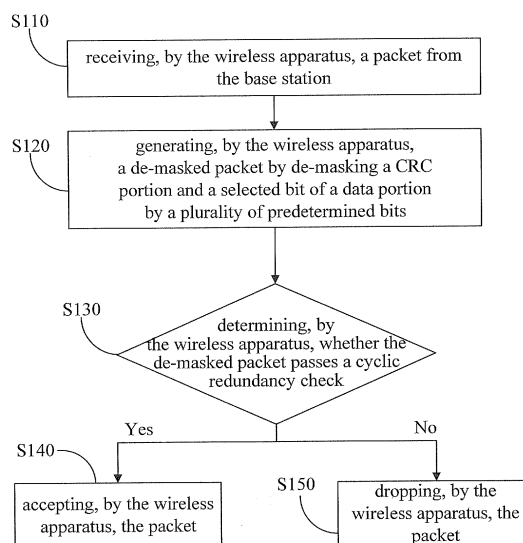 S110
receiving, by the wireless apparatus, a packet from
the base station
S120
generating, by the wireless apparatus,
a de-masked packet by de-masking a CRC
portion and a selected bit of a data portion
by a plurality of predetermined bits
S130
determining, by
the wireless apparatus, whether the
de-masked packet passes a cyclic
redundancy check
Yes
No
S140
accepting, by the wireless
apparatus, the packet
S150
dropping, by the
wireless apparatus, the
packet